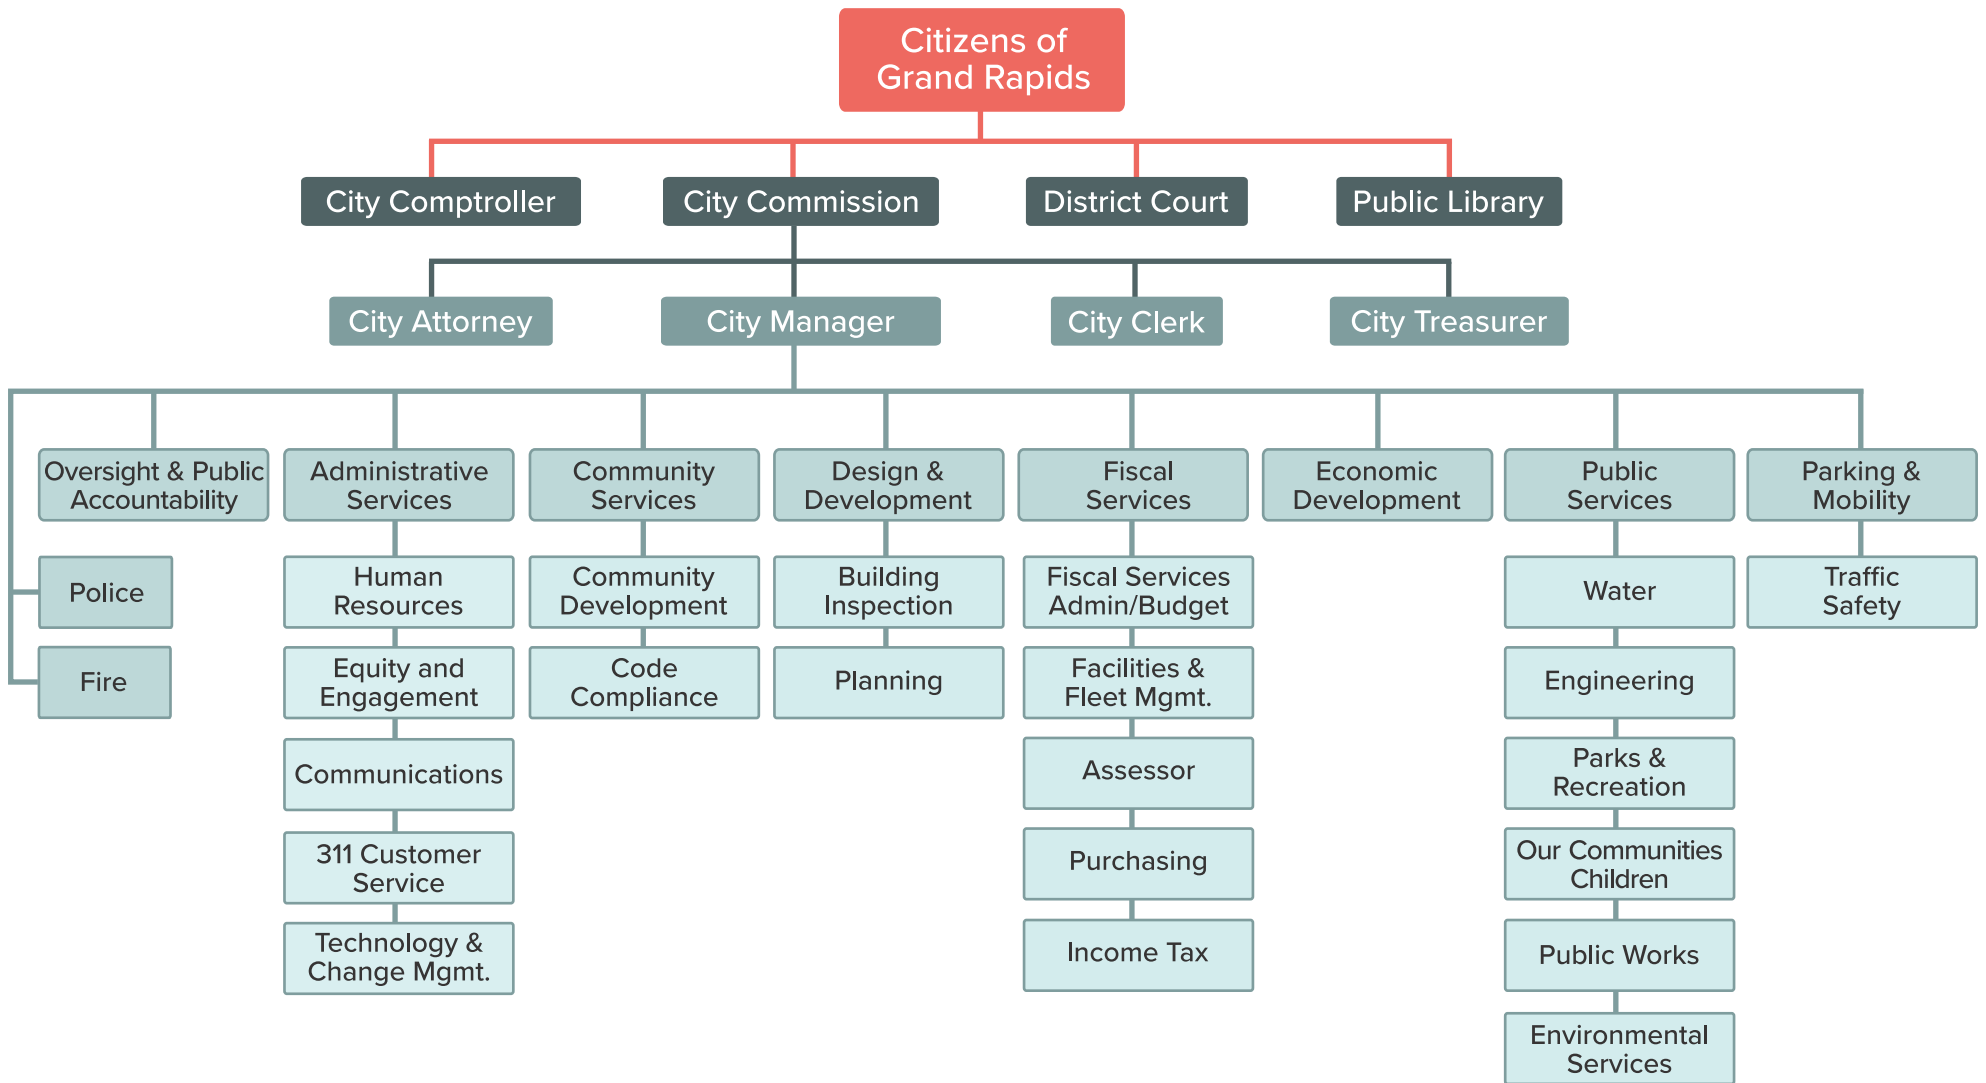 Citizens of
Grand Rapids
City Comptroller
City Commission
District Court
Public Library
City Attorney
City Manager
City Clerk
City Treasurer
Oversight & Public
Accountability
Administrative
Services
Community
Services
Design &
Development
Fiscal
Services
Economic
Development
Public
Services
Parking &
Mobility
Police
Fire
Human
Resources
Equity and
Engagement
Communications
311 Customer
Service
Technology &
Change Mgmt.
Community
Development
Code
Compliance
Building
Inspection
Planning
Fiscal Services
Admin/Budget
Facilities &
Fleet Mgmt.
Assessor
Purchasing
Income Tax
Water
Engineering
Parks &
Recreation
Our Communities
Children
Public Works
Environmental
Services
Traffic
Safety